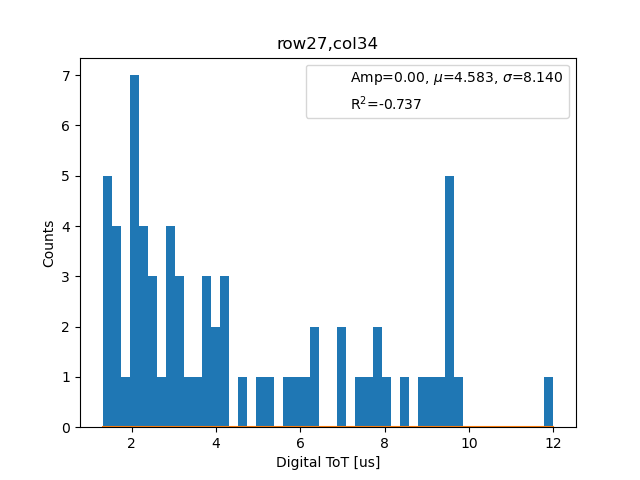 row27,col34
Amp=0.00, μ=4.583, σ=8.140
R²=-0.737
7
6
5
4
3
2
1
0
Counts
2 4 6 8 10 12
Digital ToT [us]